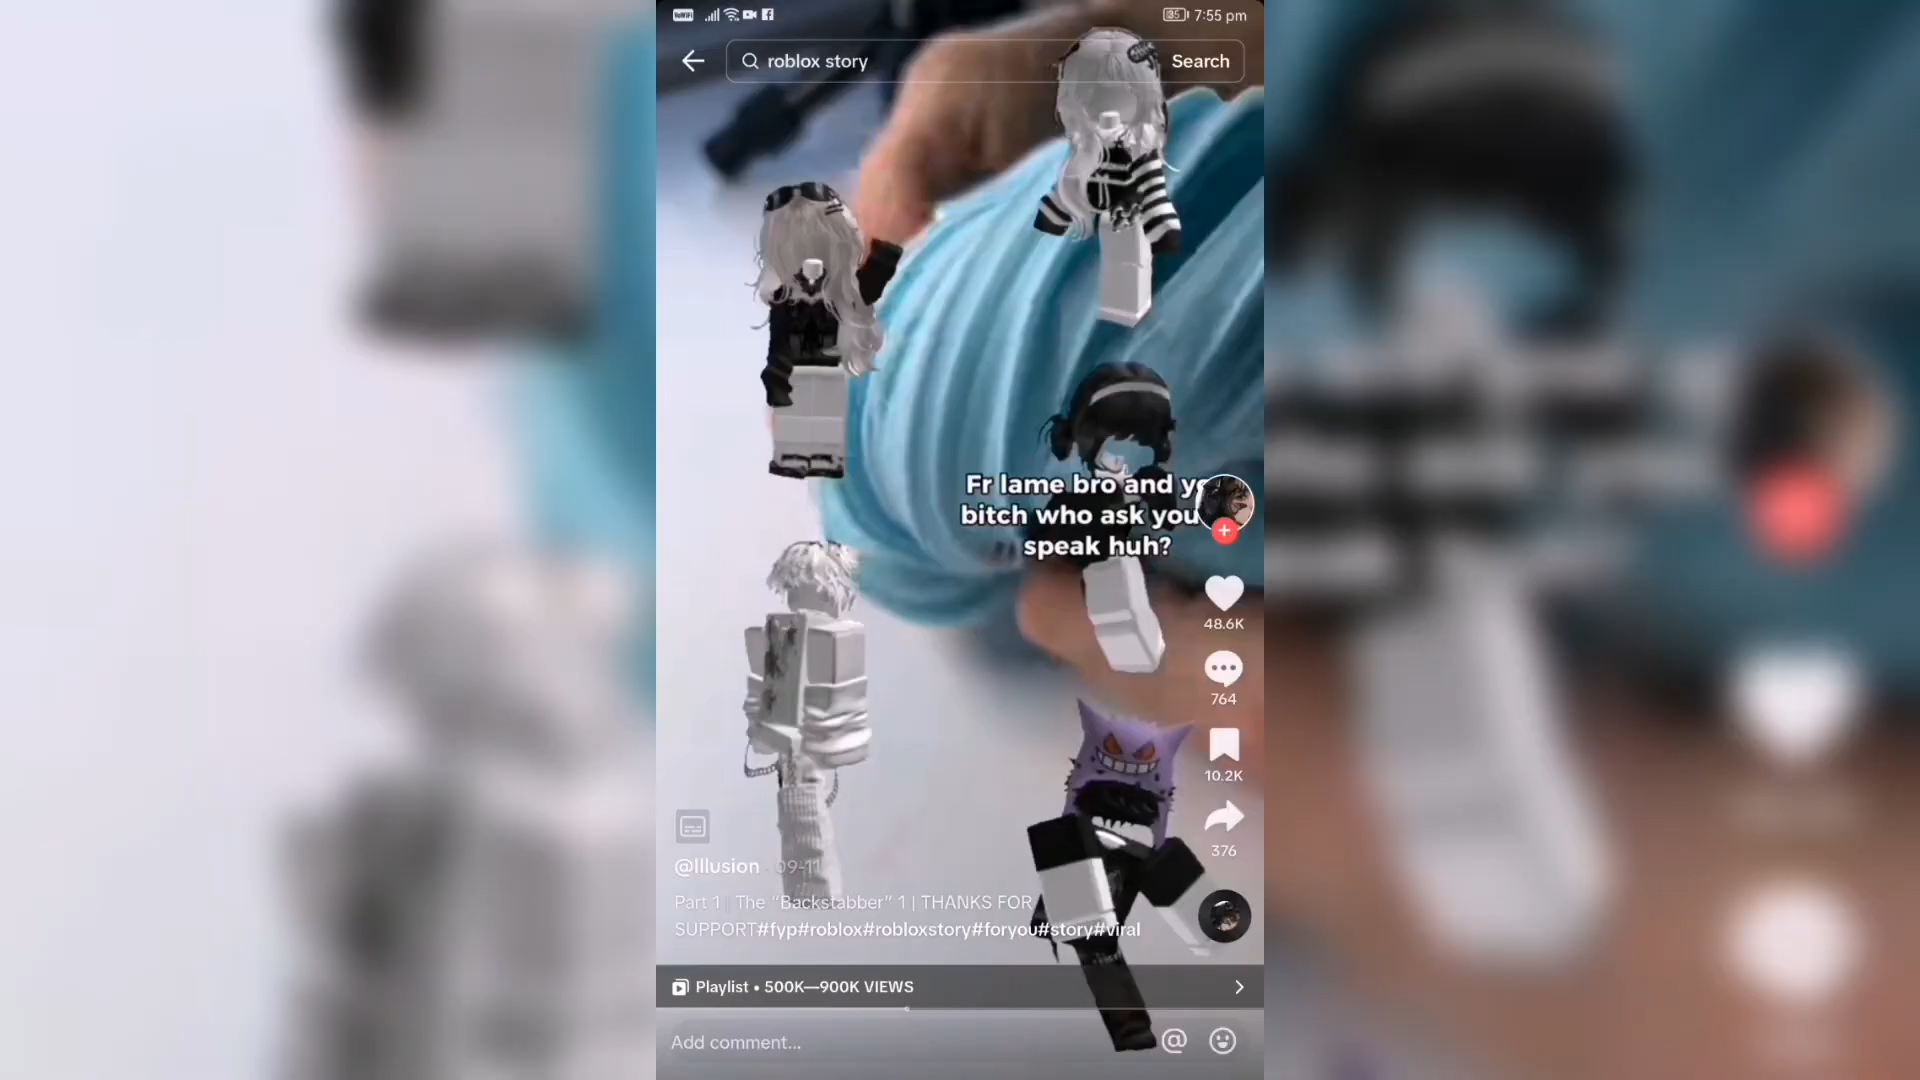 VoWiFi
35
7:55 pm
roblox story
Search
Fr lame bro and
bitch who ask you
speak huh?
48.6K
764
10.2K
376
@Illusion · 09-11
Part 1 | The “Backstabber” 1 | THANKS FOR
SUPPORT#fyp#roblox#robloxstory#foryou#story#viral
Playlist • 500K—900K VIEWS
Add comment...